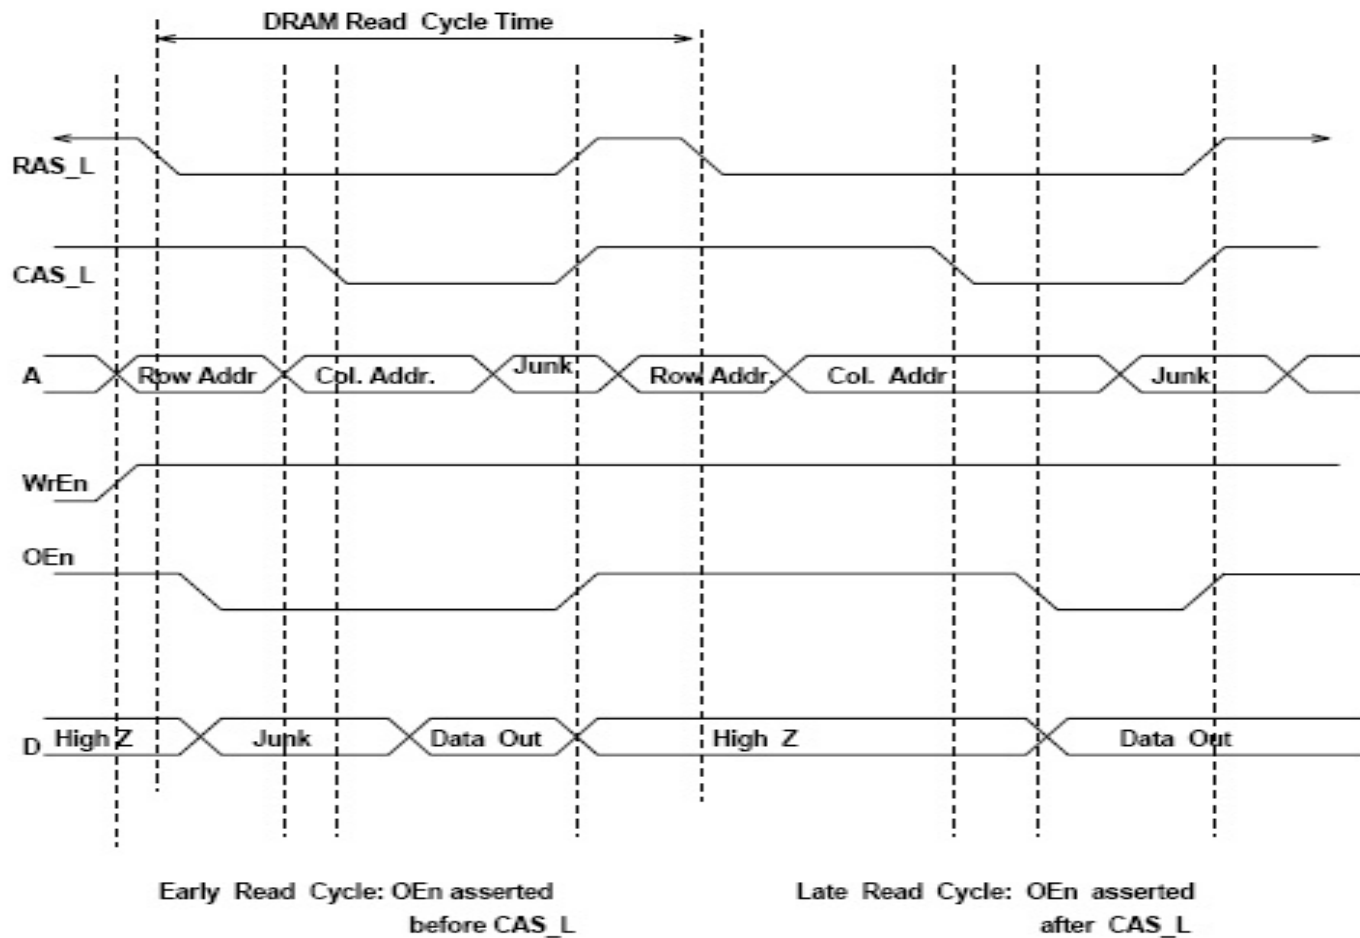 DRAM Read Cycle Time
RAS_L
CAS_L
A Row Addr Col. Addr. Junk Row Addr. Col. Addr Junk
WrEn
OEn
D High Z Junk Data Out High Z Data Out
Early Read Cycle: OEn asserted
before CAS_L
Late Read Cycle: OEn asserted
after CAS_L